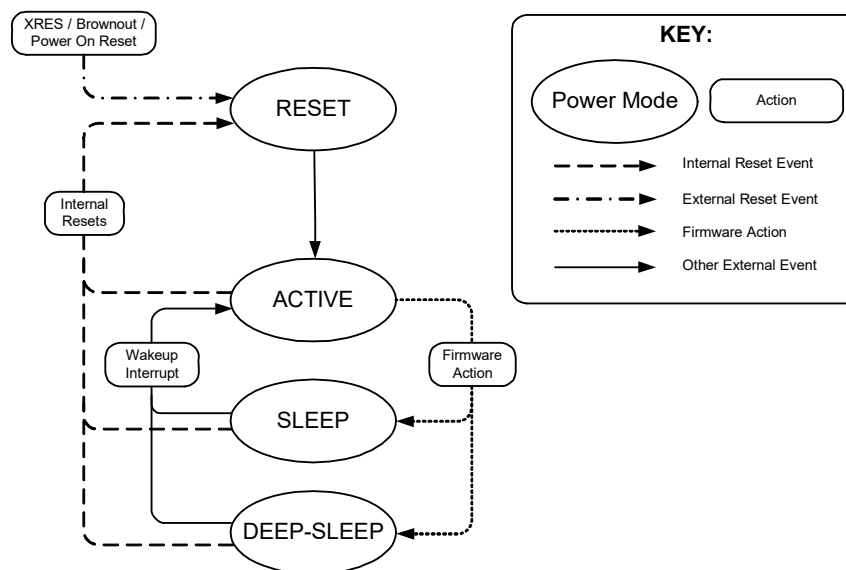 XRES / Brownout /
Power On Reset
KEY:
RESET
Power Mode
Action
Internal Reset Event
Internal
Resets
External Reset Event
Firmware Action
Other External Event
ACTIVE
Wakeup
Interrupt
Firmware
Action
SLEEP
DEEP-SLEEP